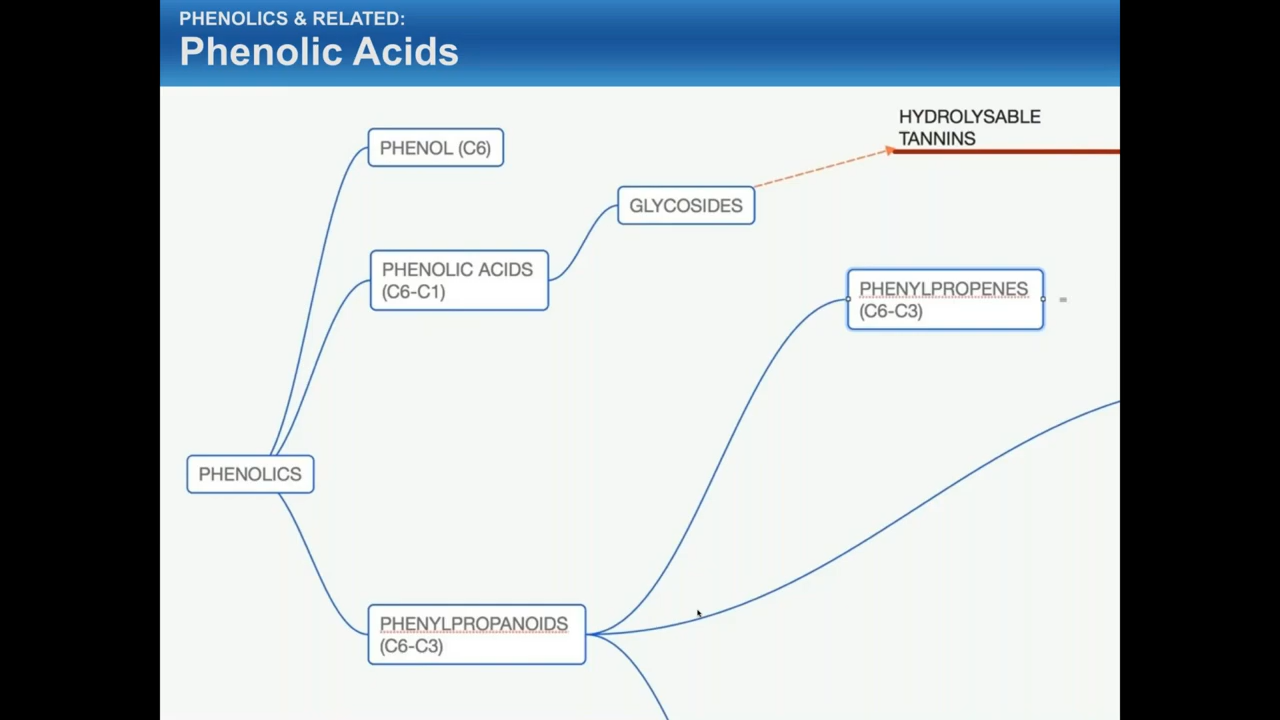 PHENOLICS & RELATED:
Phenolic Acids
HYDROLYSABLE
TANNINS
PHENOL (C6)
GLYCOSIDES
PHENOLIC ACIDS
(C6-C1)
PHENYLPROPENES
(C6-C3)
PHENOLICS
PHENYLPROPANOIDS
(C6-C3)